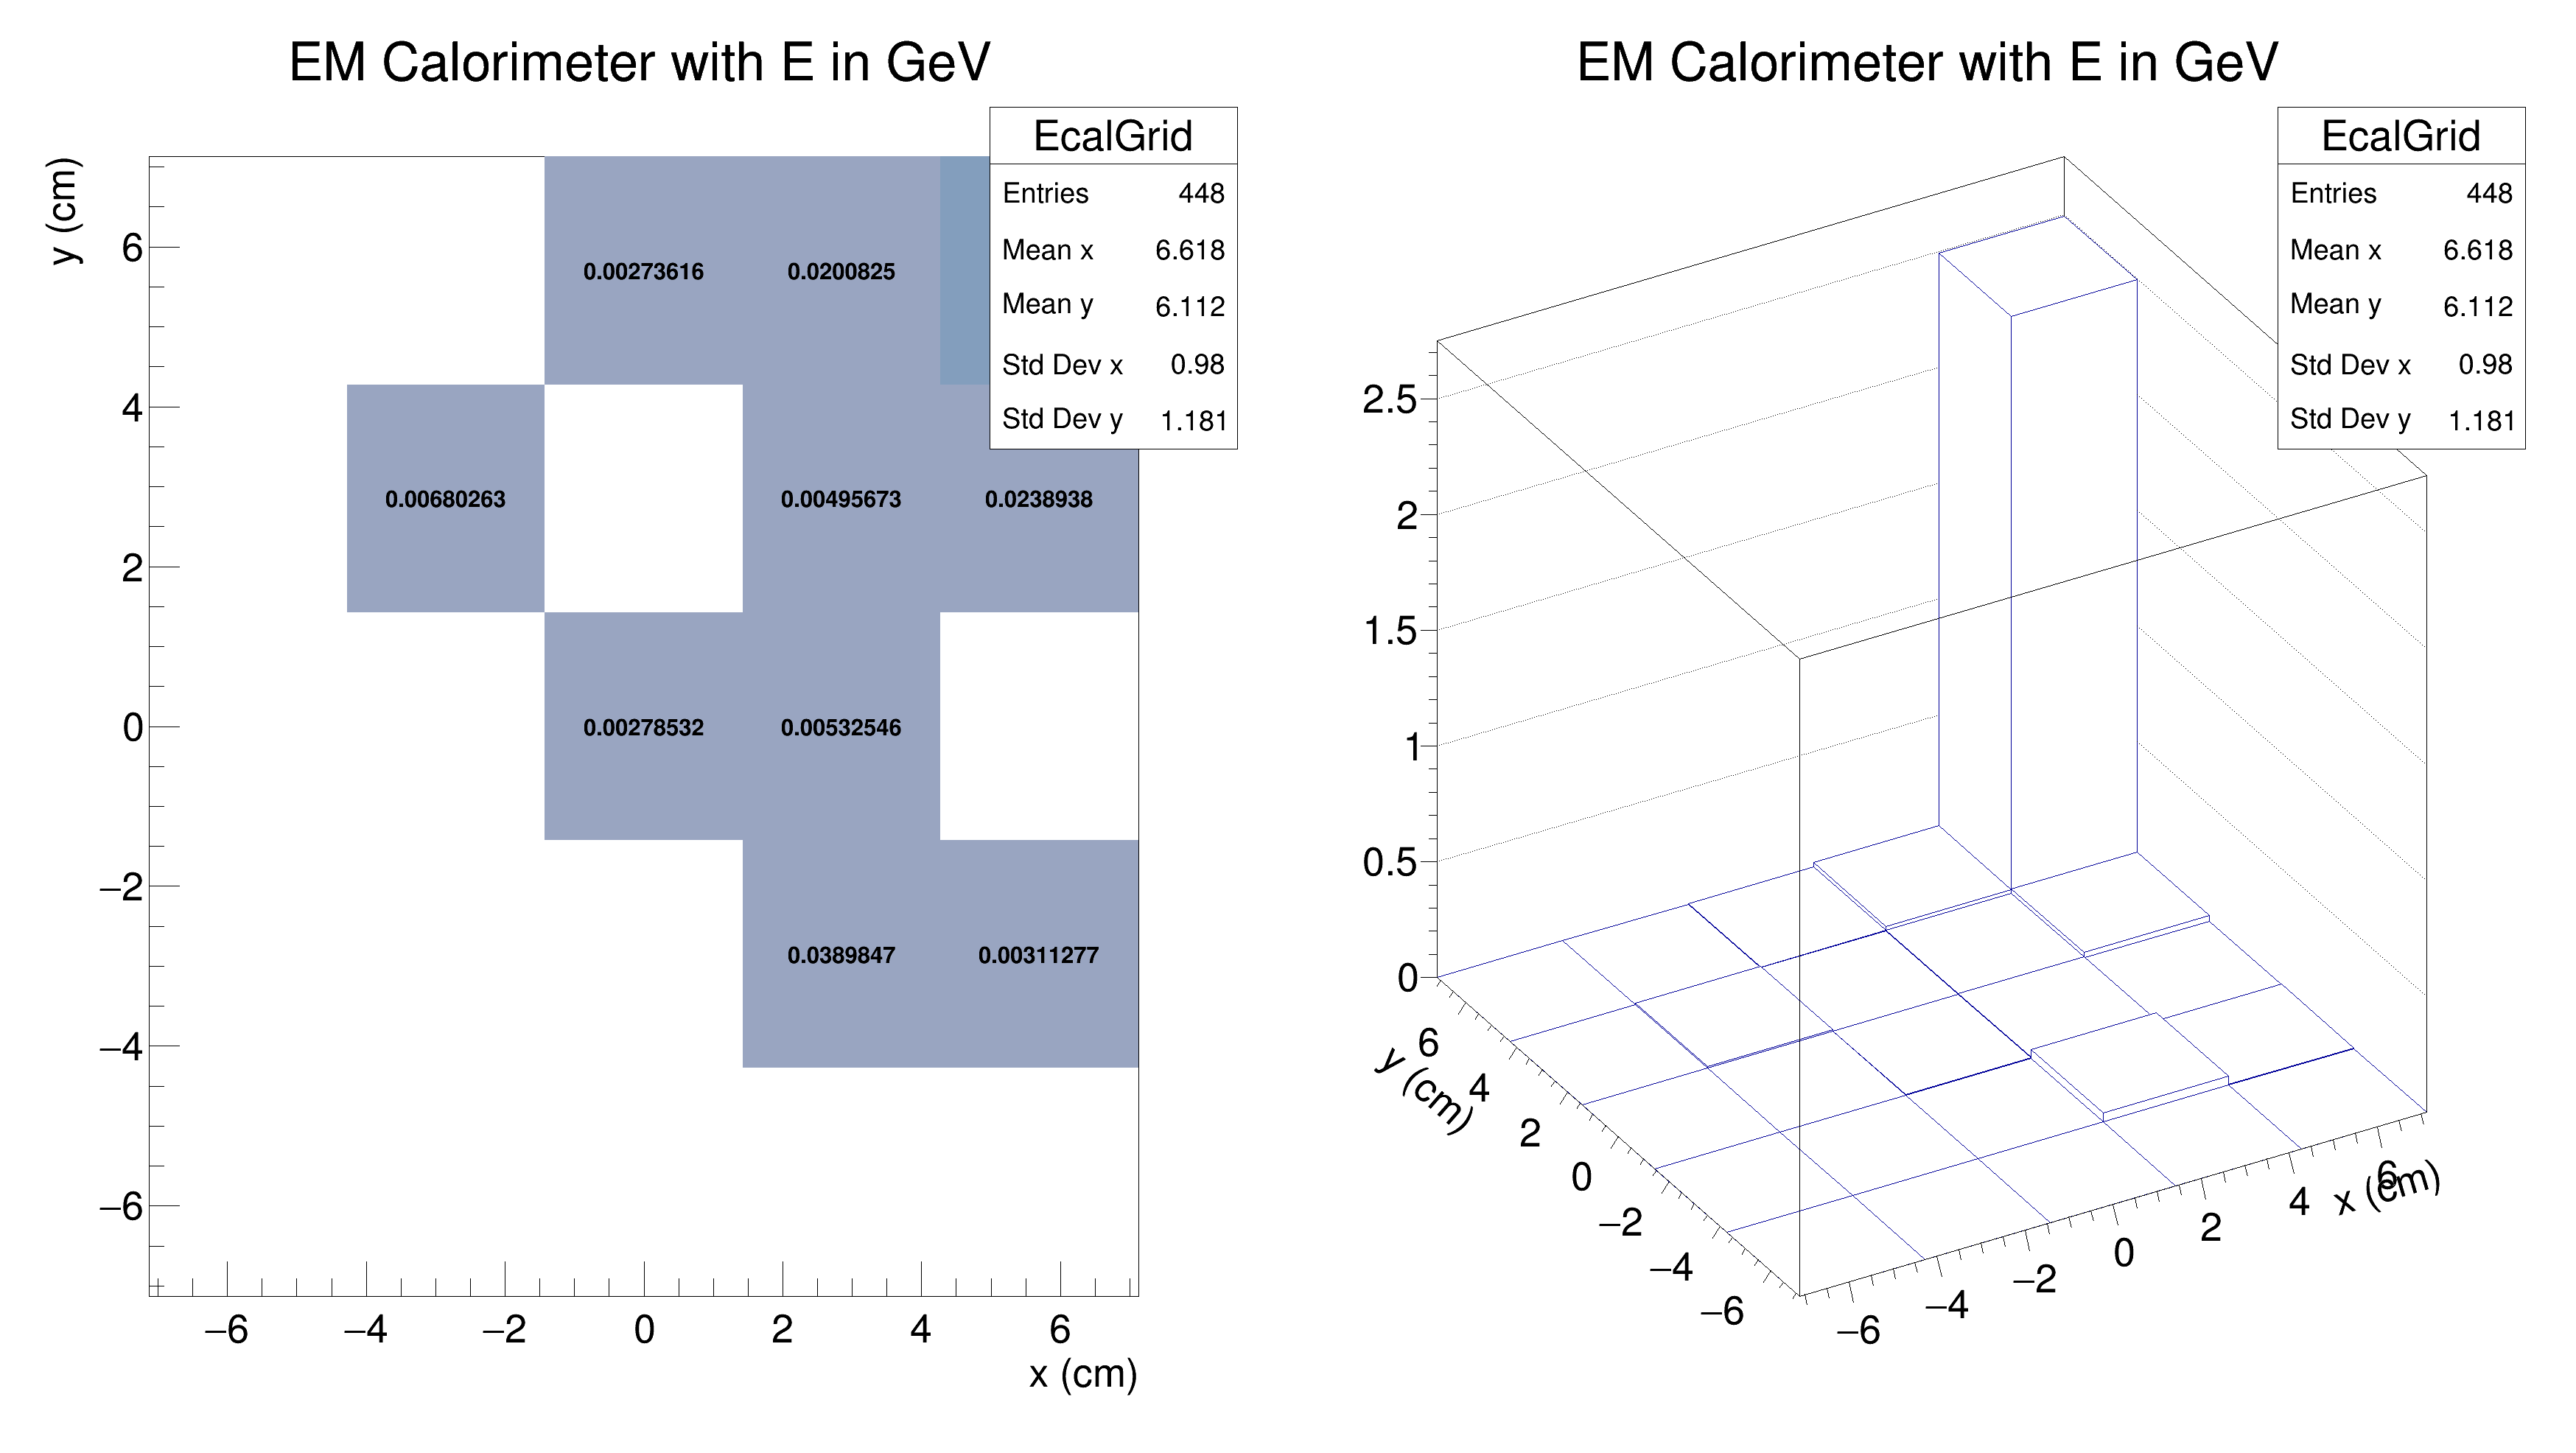 EM Calorimeter with E in GeV
EcalGrid
Entries 448
Mean x 6.618
Mean y 6.112
Std Dev x 0.98
Std Dev y 1.181
y (cm)
6
4
2
0
−2
−4
−6
0.00273616 0.0200825
0.00680263 0.00495673 0.0238938
0.00278532 0.00532546
0.0389847 0.00311277
−6 −4 −2 0 2 4 6
x (cm)
EM Calorimeter with E in GeV
EcalGrid
Entries 448
Mean x 6.618
Mean y 6.112
Std Dev x 0.98
Std Dev y 1.181
2.5
2
1.5
1
0.5
0
y (cm)
6
4
2
0
−2
−4
−6
−6 −4 −2 0 2 4 6
x (cm)